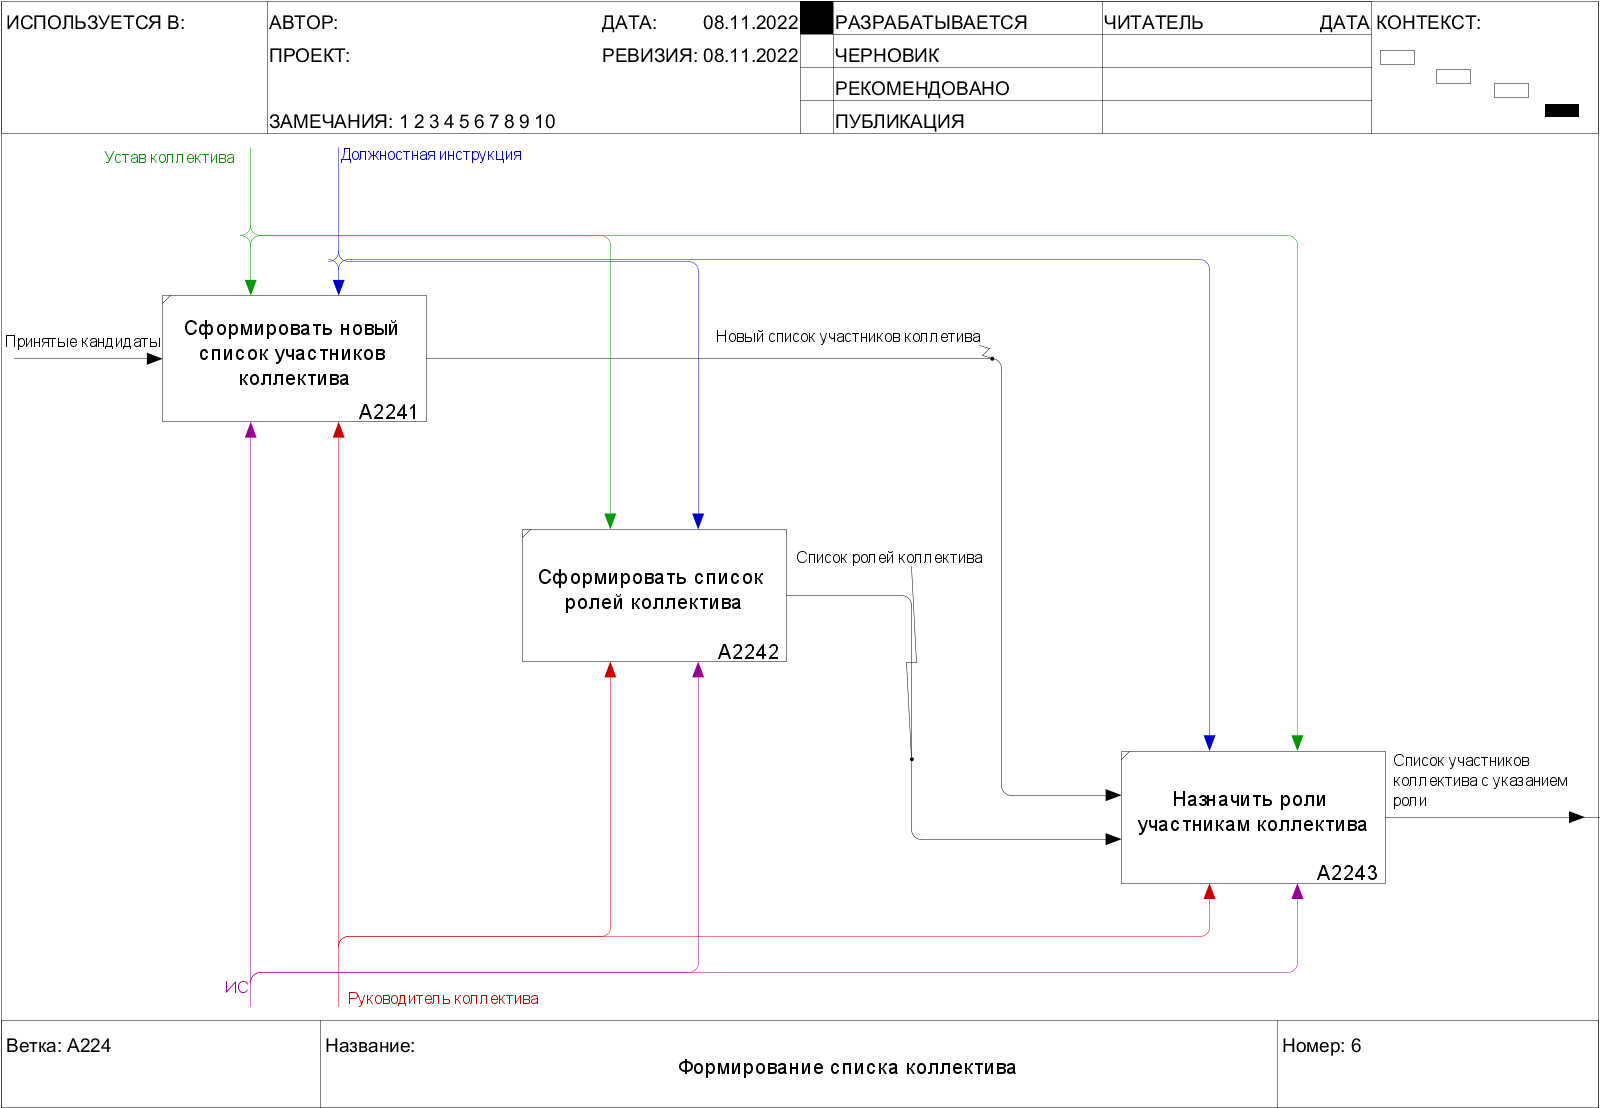 ИСПОЛЬЗУЕТСЯ В:
АВТОР:
ДАТА: 08.11.2022
РАЗРАБАТЫВАЕТСЯ
ЧИТАТЕЛЬ
ДАТА
КОНТЕКСТ:
ПРОЕКТ:
РЕВИЗИЯ: 08.11.2022
ЧЕРНОВИК
РЕКОМЕНДОВАНО
ЗАМЕЧАНИЯ: 1 2 3 4 5 6 7 8 9 10
ПУБЛИКАЦИЯ
Устав коллектива
Должностная инструкция
Принятые кандидаты
Сформировать новый
список участников
коллектива
A2241
Новый список участников коллетива
Сформировать список
ролей коллектива
A2242
Список ролей коллектива
Назначить роли
участникам коллектива
A2243
Список участников
коллектива с указанием
роли
ИС
Руководитель коллектива
Ветка: A224
Название:
Формирование списка коллектива
Номер: 6